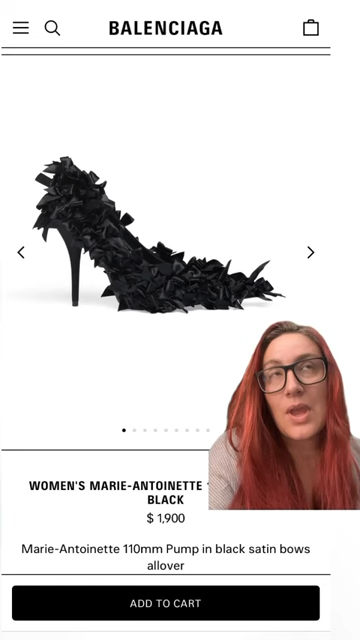 BALENCIAGA
WOMEN'S MARIE-ANTOINETTE
BLACK
$ 1,900
Marie-Antoinette 110mm Pump in black satin bows
allover
ADD TO CART